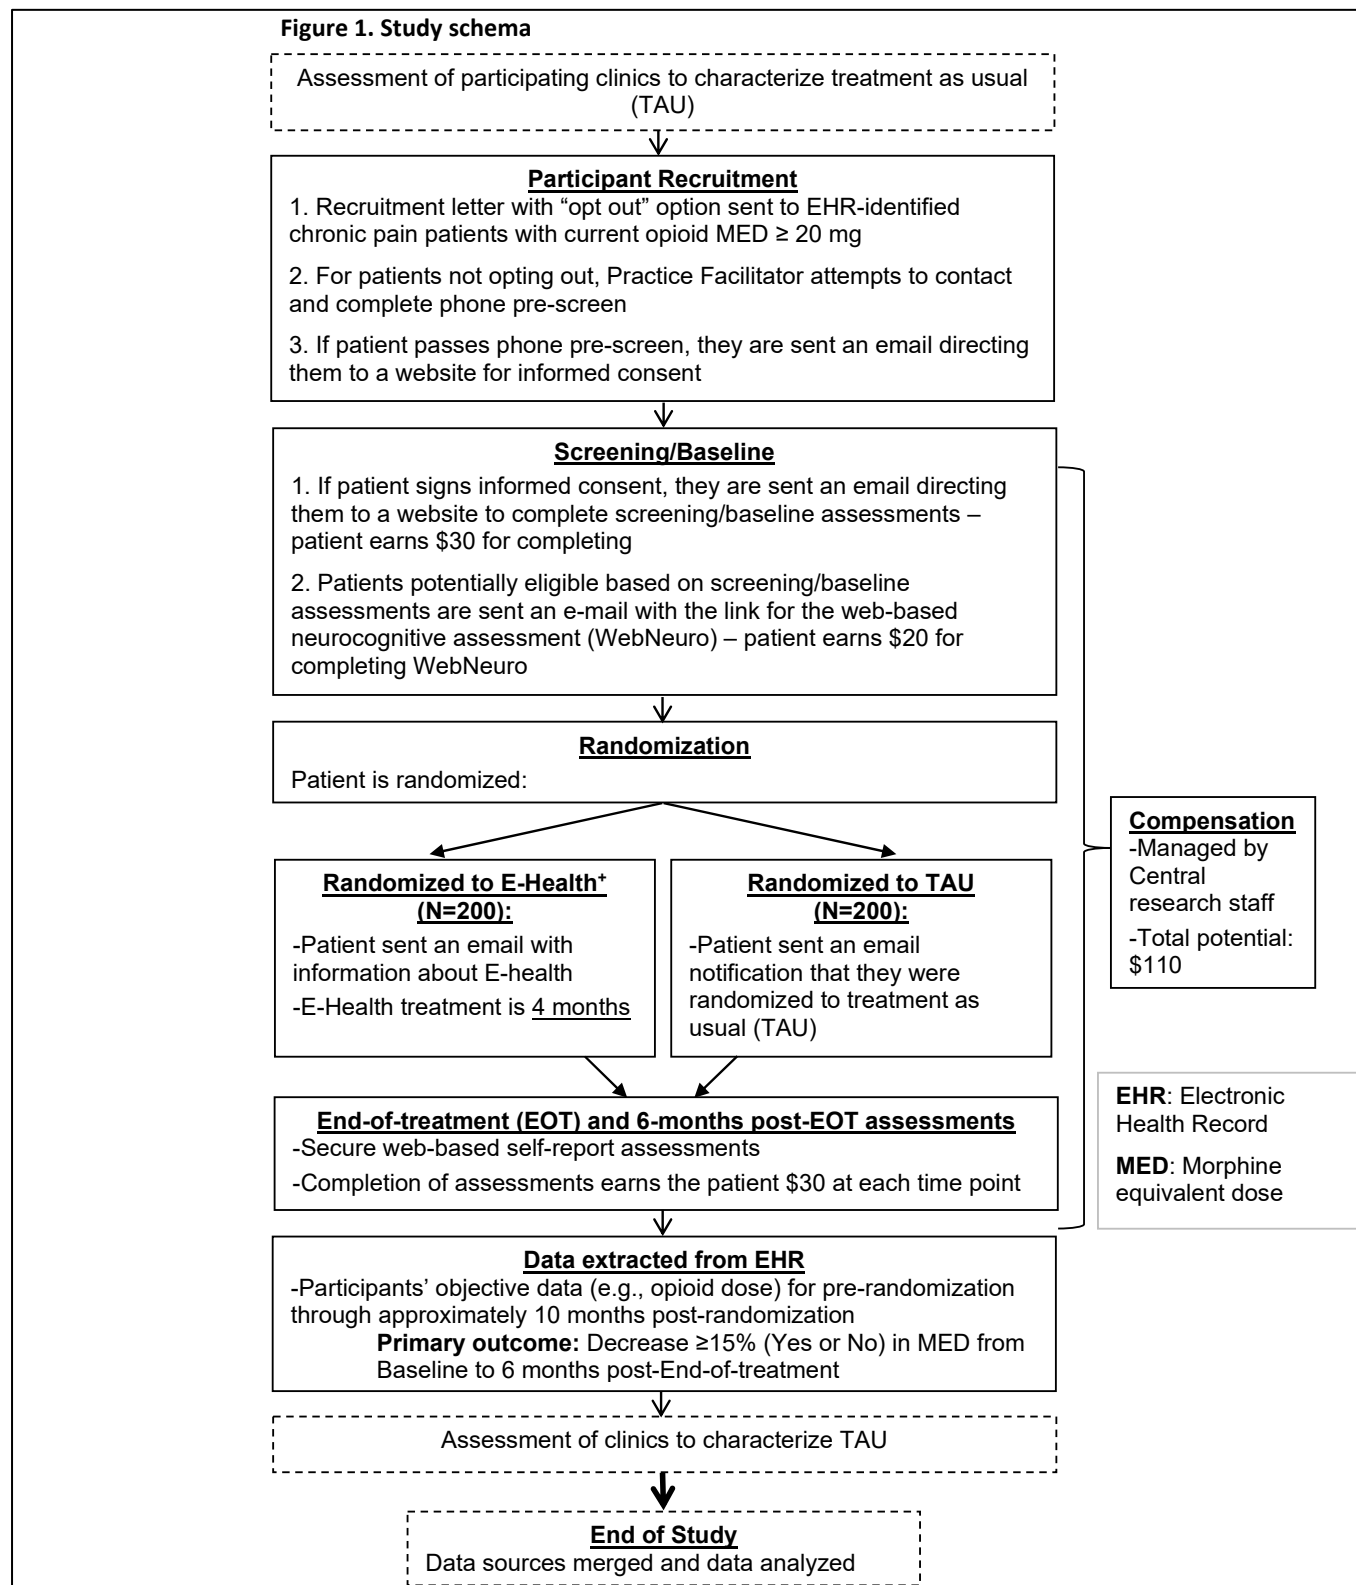 Figure 1. Study schema
Assessment of participating clinics to characterize treatment as usual
(TAU)
Participant Recruitment
1. Recruitment letter with “opt out” option sent to EHR-identified
chronic pain patients with current opioid MED ≥ 20 mg
2. For patients not opting out, Practice Facilitator attempts to contact
and complete phone pre-screen
3. If patient passes phone pre-screen, they are sent an email directing
them to a website for informed consent
Screening/Baseline
1. If patient signs informed consent, they are sent an email directing
them to a website to complete screening/baseline assessments –
patient earns $30 for completing
2. Patients potentially eligible based on screening/baseline
assessments are sent an e-mail with the link for the web-based
neurocognitive assessment (WebNeuro) – patient earns $20 for
completing WebNeuro
Randomization
Patient is randomized:
Randomized to E-Health⁺
(N=200):
-Patient sent an email with
information about E-health
-E-Health treatment is 4 months
Randomized to TAU
(N=200):
-Patient sent an email
notification that they were
randomized to treatment as
usual (TAU)
Compensation
-Managed by
Central
research staff
-Total potential:
$110
End-of-treatment (EOT) and 6-months post-EOT assessments
-Secure web-based self-report assessments
-Completion of assessments earns the patient $30 at each time point
EHR: Electronic
Health Record
MED: Morphine
equivalent dose
Data extracted from EHR
-Participants’ objective data (e.g., opioid dose) for pre-randomization
through approximately 10 months post-randomization
Primary outcome: Decrease ≥15% (Yes or No) in MED from
Baseline to 6 months post-End-of-treatment
Assessment of clinics to characterize TAU
End of Study
Data sources merged and data analyzed